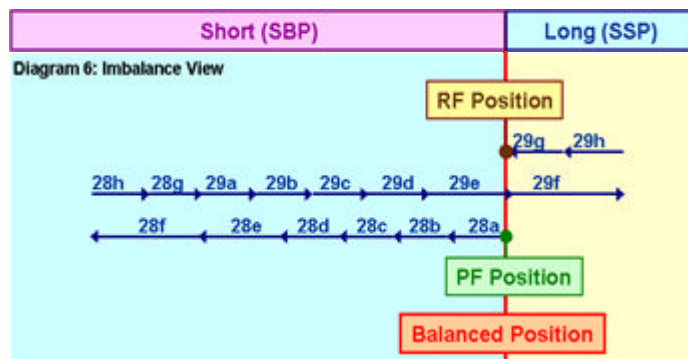 Short (SBP) Long (SSP)
Diagram 6: Imbalance View
RF Position
29g 29h
28h 28g 29a 29b 29c 29d 29e 29f
28f 28e 28d 28c 28b 28a
PF Position
Balanced Position